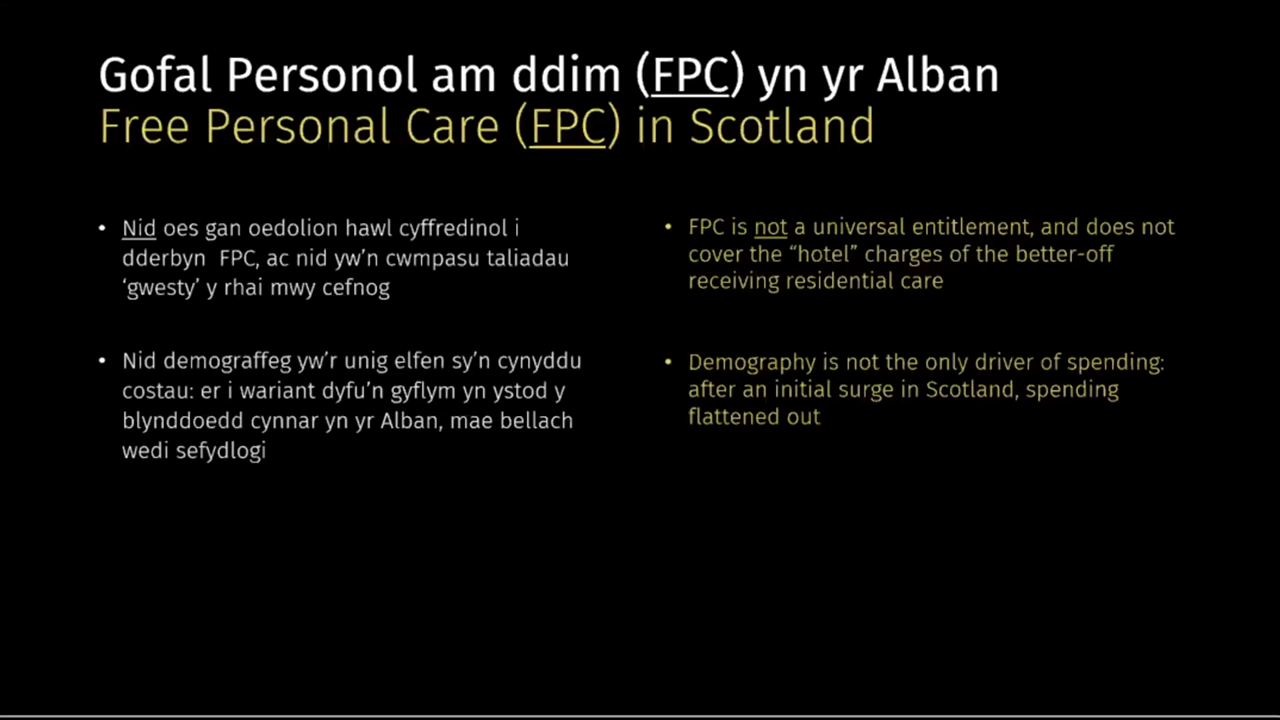 Gofal Personol am ddim (FPC) yn yr Alban
Free Personal Care (FPC) in Scotland
• Nid oes gan oedolion hawl cyffredinol i
dderbyn  FPC, ac nid yw’n cwmpasu taliadau
‘gwesty’ y rhai mwy cefnog
• Nid demograffeg yw’r unig elfen sy’n cynyddu
costau: er i wariant dyfu’n gyflym yn ystod y
blynddoedd cynnar yn yr Alban, mae bellach
wedi sefydlogi
• FPC is not a universal entitlement, and does not
cover the “hotel” charges of the better-off
receiving residential care
• Demography is not the only driver of spending:
after an initial surge in Scotland, spending
flattened out